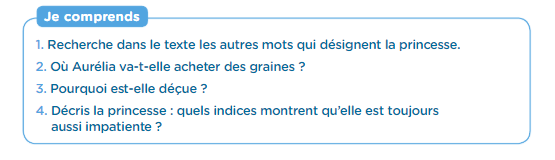 Je comprends
1. Recherche dans le texte les autres mots qui désignent la princesse.
2. Où Aurélia va-t-elle acheter des graines ?
3. Pourquoi est-elle déçue ?
4. Décris la princesse : quels indices montrent qu'elle est toujours
aussi impatiente ?